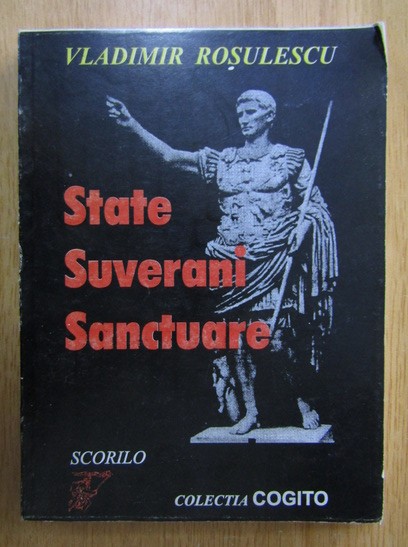 VLADIMIR ROȘULESCU
State
Suverani
Sanctuare
SCORILO
COLECTIA COGITO